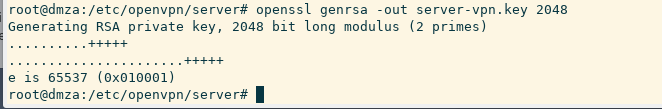 root@dmza:/etc/openvpn/server# openssl genrsa -out server-vpn.key 2048
Generating RSA private key, 2048 bit long modulus (2 primes)
..........+++++
......................+++++
e is 65537 (0x010001)
root@dmza:/etc/openvpn/server#